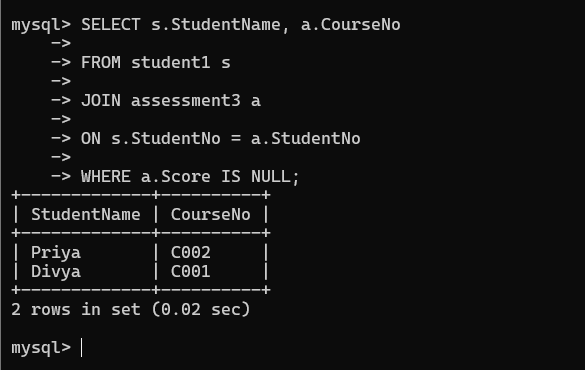 mysql> SELECT s.StudentName, a.CourseNo
    ->
    -> FROM student1 s
    ->
    -> JOIN assessment3 a
    ->
    -> ON s.StudentNo = a.StudentNo
    ->
    -> WHERE a.Score IS NULL;
+-------------+----------+
| StudentName | CourseNo |
+-------------+----------+
| Priya       | C002     |
| Divya       | C001     |
+-------------+----------+
2 rows in set (0.02 sec)

mysql>